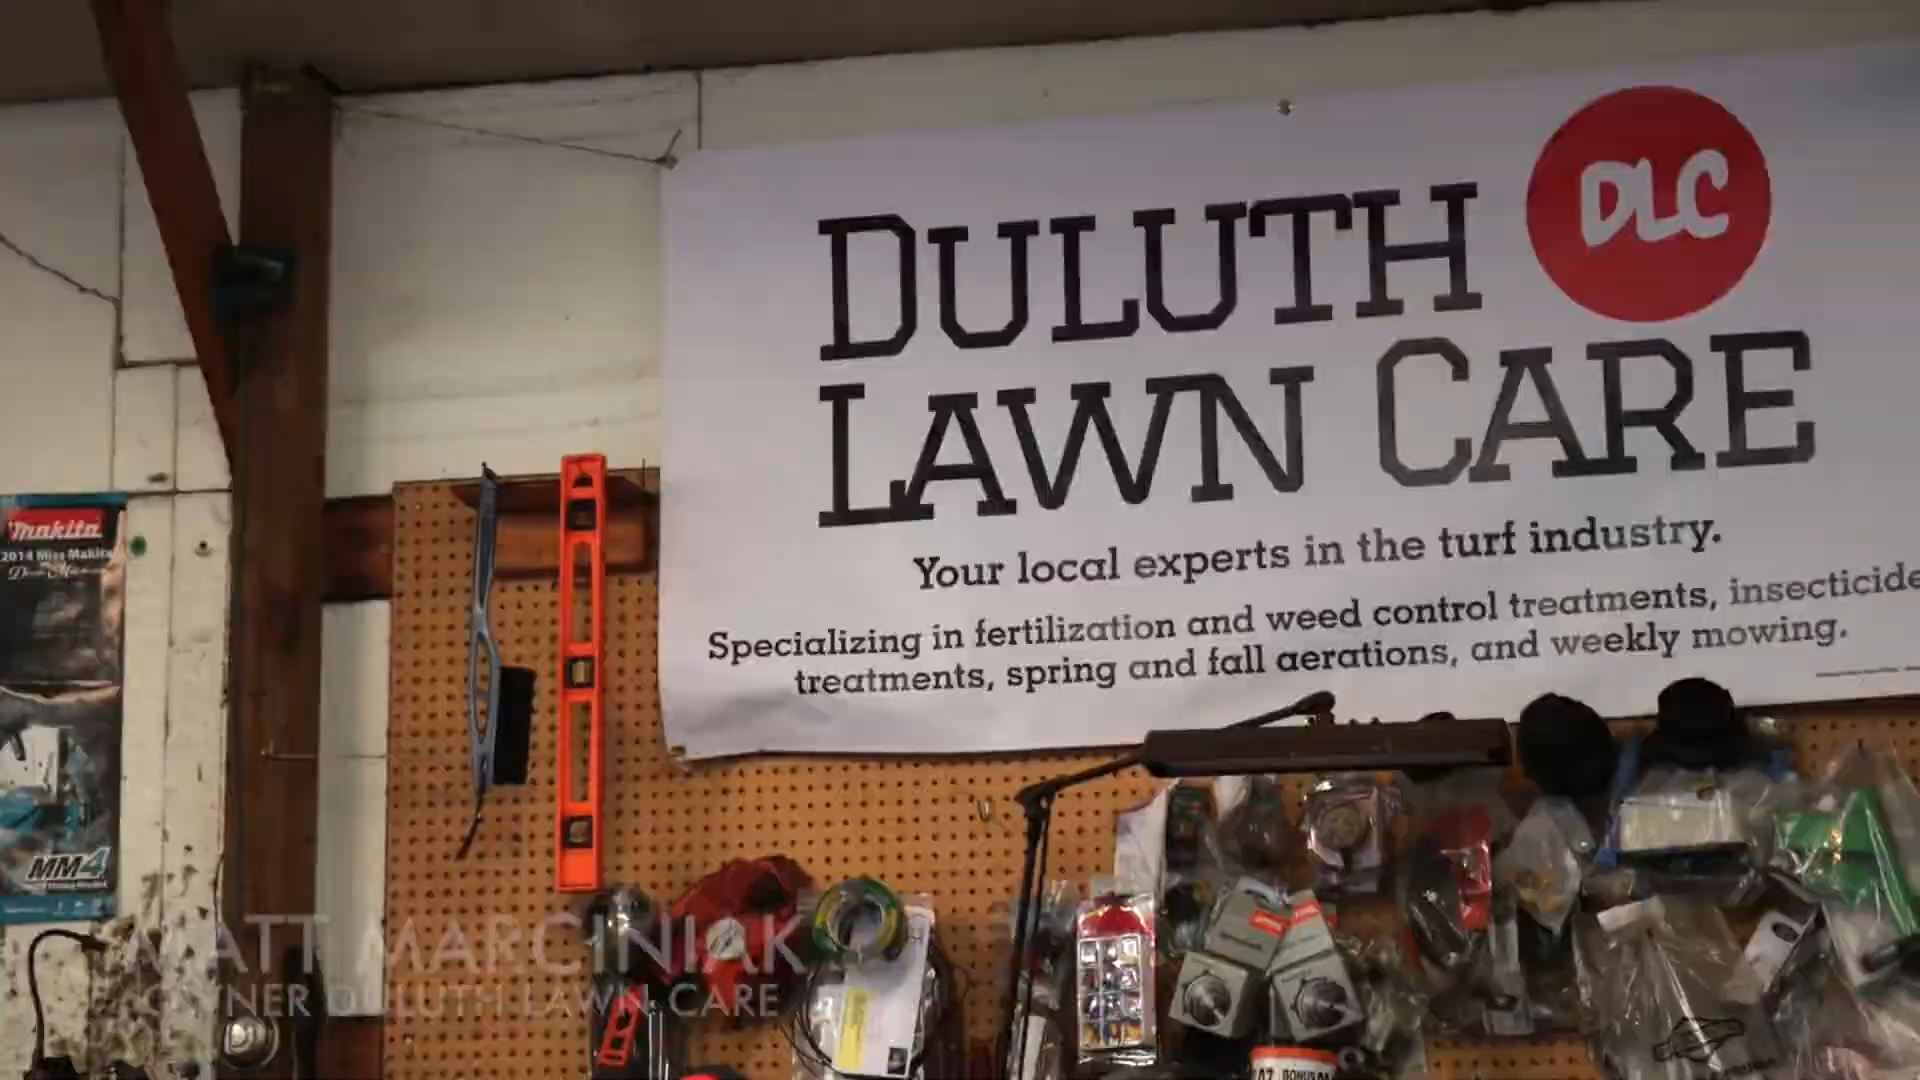 DULUTH
DLC
LAWN CARE
Your local experts in the turf industry.
Specializing in fertilization and weed control treatments, insecticide
treatments, spring and fall aerations, and weekly mowing.
makita
2014 Miss Makita
MM4
MATT MARCINIAK
OWNER DULUTH LAWN CARE